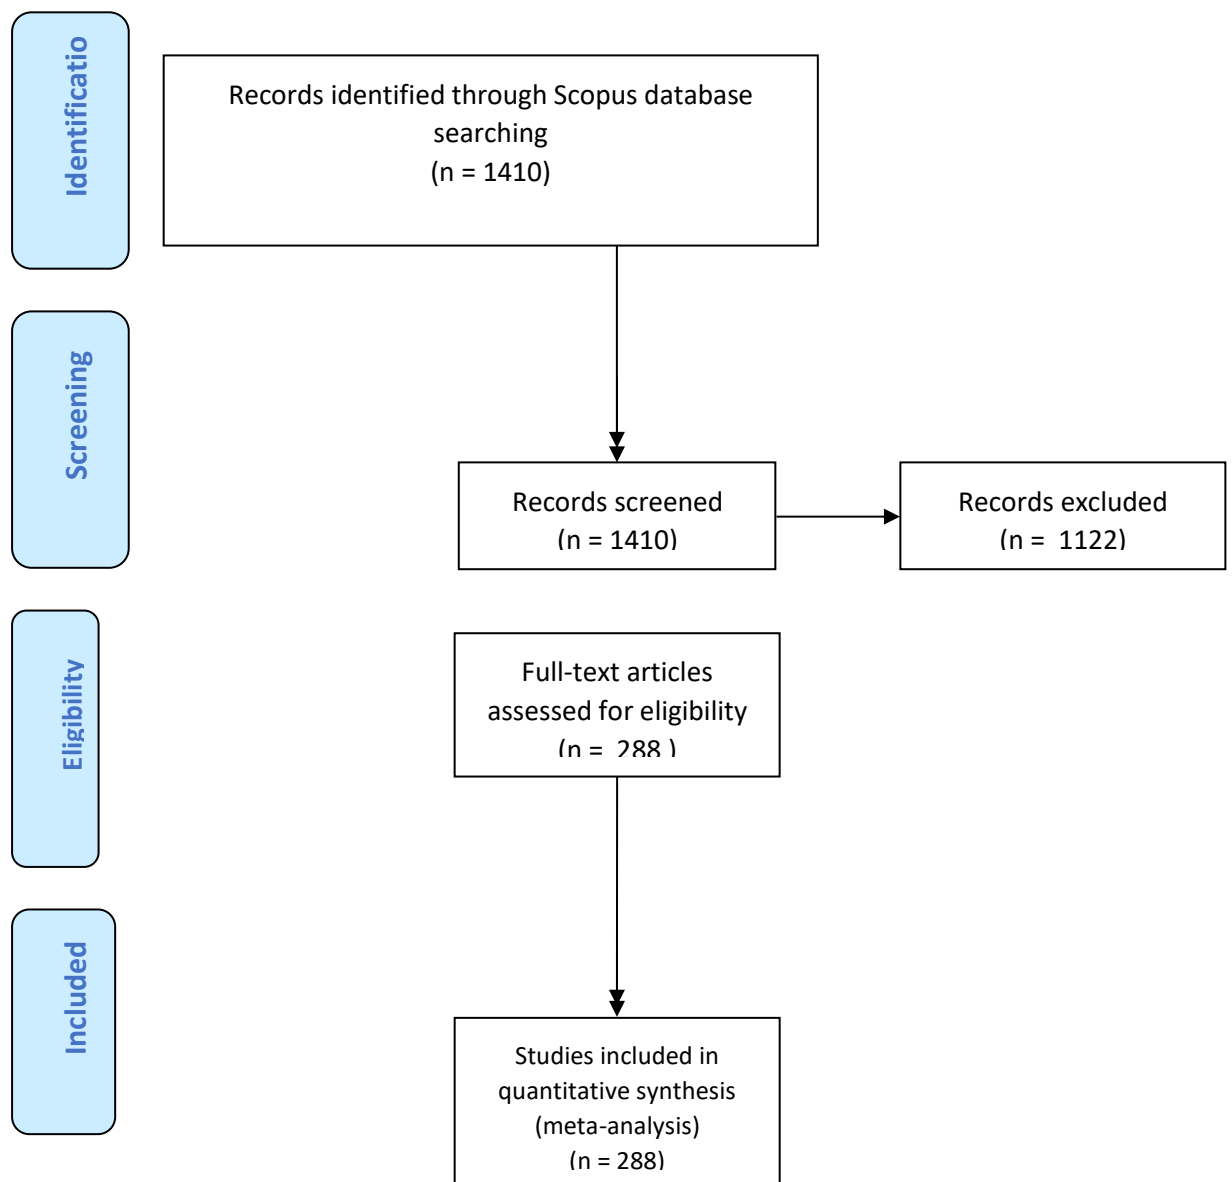 Identificatio
Records identified through Scopus database
searching
(n = 1410)
Screening
Records screened
(n = 1410)
Records excluded
(n = 1122)
Eligibility
Full-text articles
assessed for eligibility
(n = 288 )
Included
Studies included in
quantitative synthesis
(meta-analysis)
(n = 288)